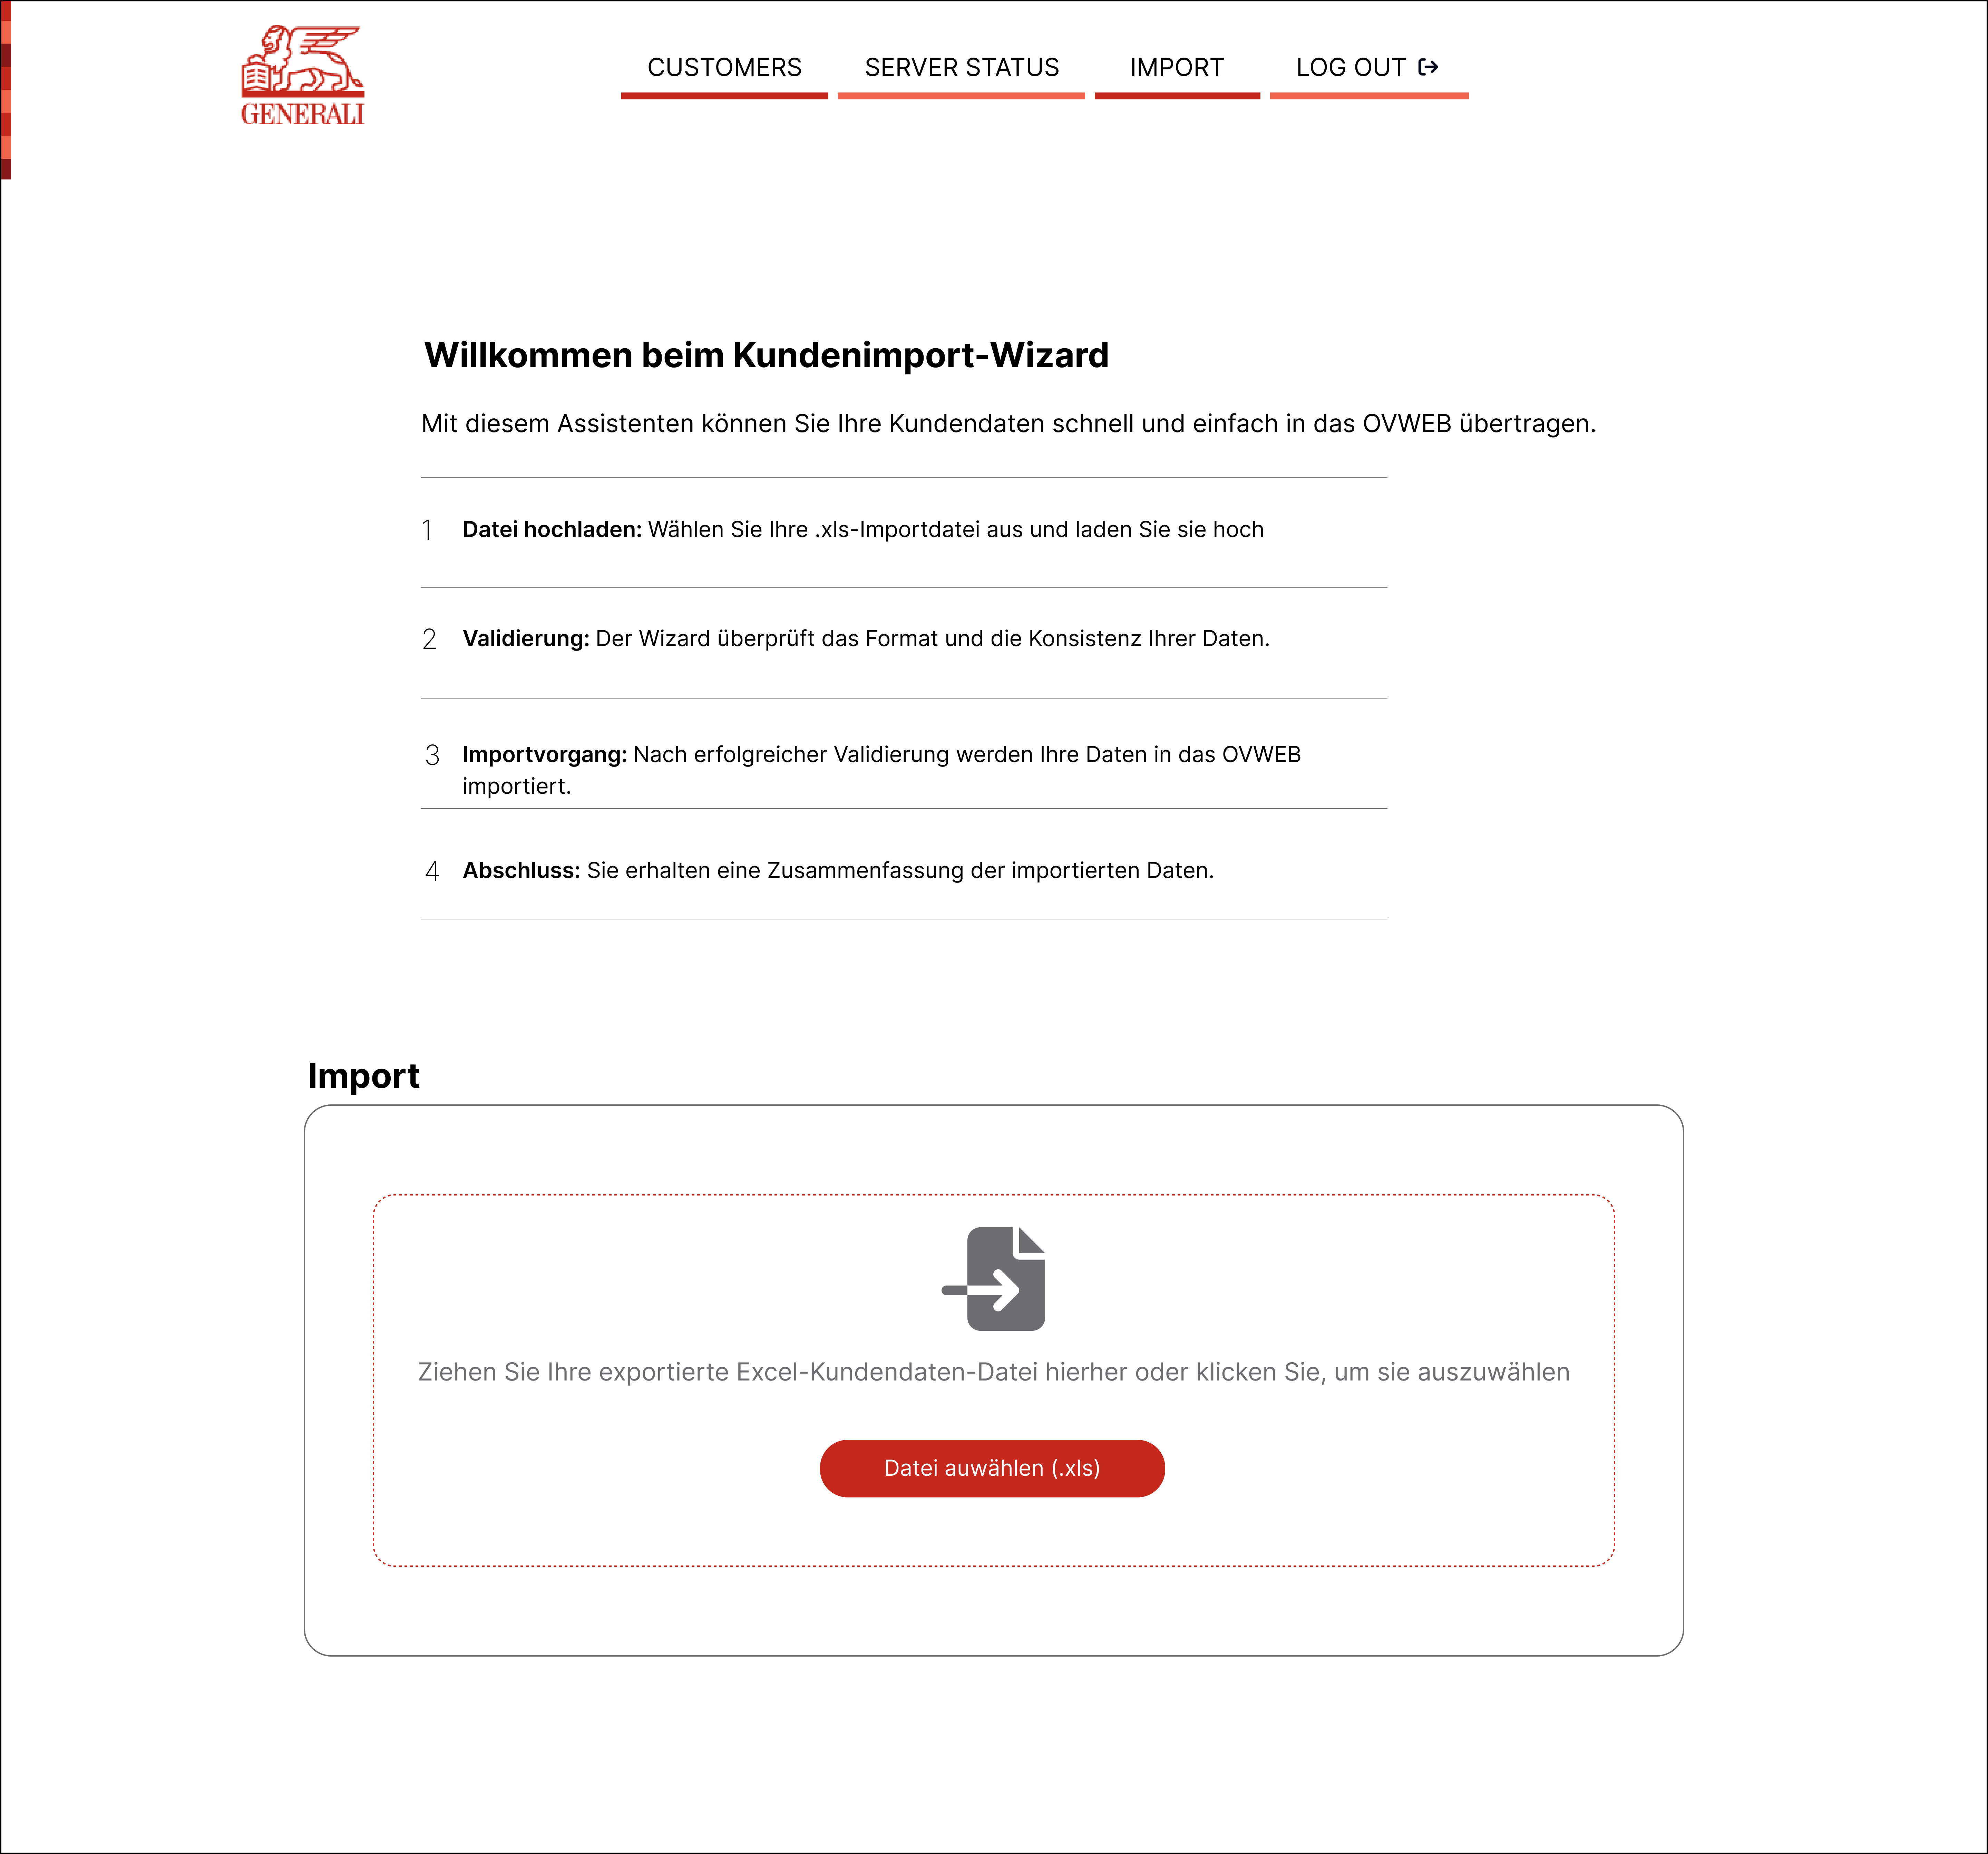 GENERALI
CUSTOMERS
SERVER STATUS
IMPORT
LOG OUT
Willkommen beim Kundenimport-Wizard
Mit diesem Assistenten können Sie Ihre Kundendaten schnell und einfach in das OVWEB übertragen.
1 Datei hochladen: Wählen Sie Ihre .xls-Importdatei aus und laden Sie sie hoch
2 Validierung: Der Wizard überprüft das Format und die Konsistenz Ihrer Daten.
3 Importvorgang: Nach erfolgreicher Validierung werden Ihre Daten in das OVWEB
importiert.
4 Abschluss: Sie erhalten eine Zusammenfassung der importierten Daten.
Import
Ziehen Sie Ihre exportierte Excel-Kundendaten-Datei hierher oder klicken Sie, um sie auszuwählen
Datei auwählen (.xls)